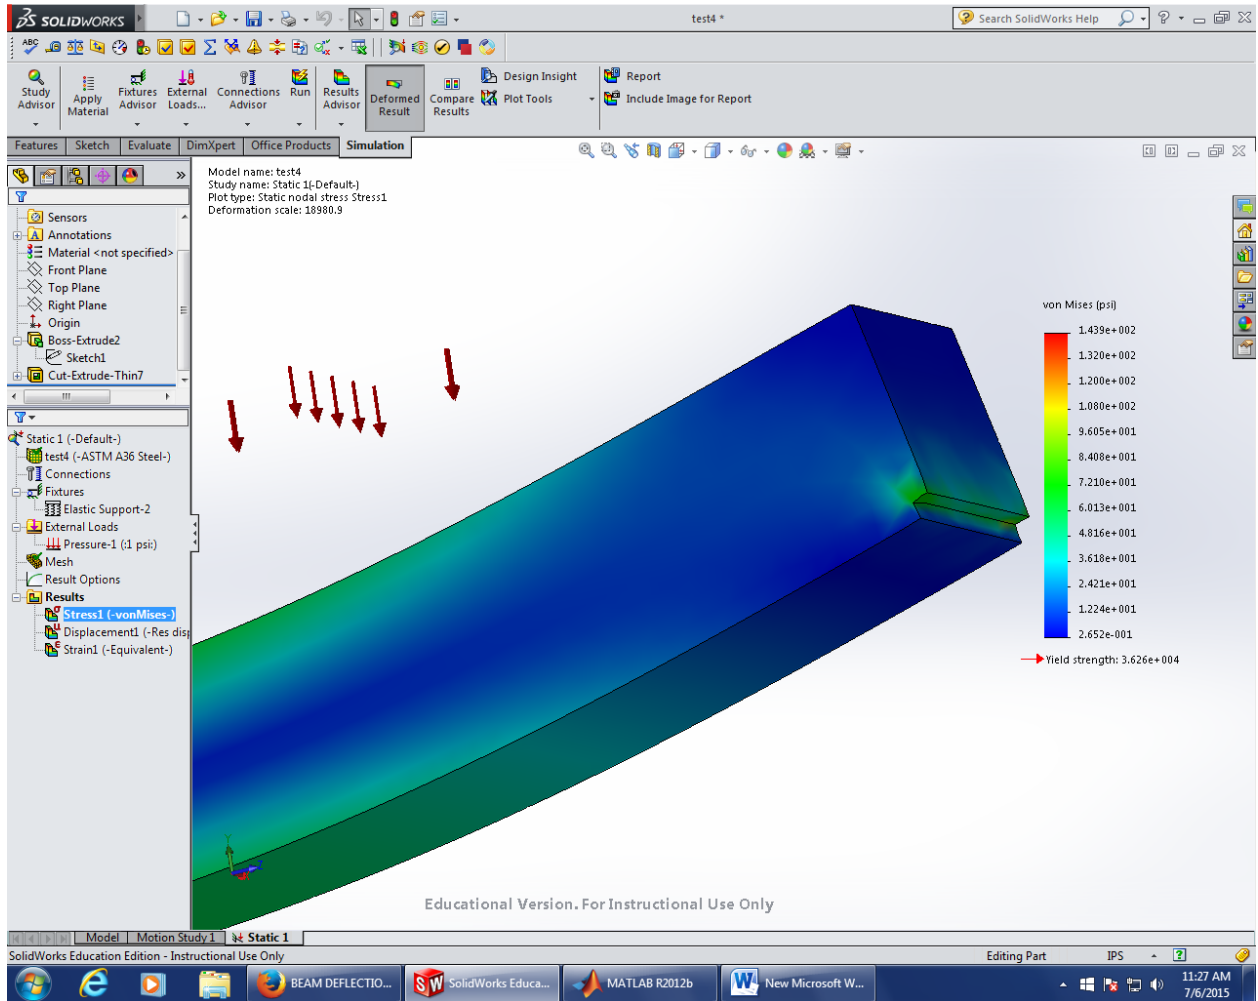 SOLIDWORKS
test4 *
Search SolidWorks Help
Study Advisor
Apply Material
Fixtures Advisor
External Loads...
Connections Advisor
Run
Results Advisor
Deformed Result
Compare Results
Design Insight
Plot Tools
Report
Include Image for Report
Features
Sketch
Evaluate
DimXpert
Office Products
Simulation
Model name: test4
Study name: Static 1(-Default-)
Plot type: Static nodal stress Stress1
Deformation scale: 18980.9
Sensors
Annotations
Material <not specified>
Front Plane
Top Plane
Right Plane
Origin
Boss-Extrude2
Sketch1
Cut-Extrude-Thin7
Static 1 (-Default-)
test4 (-ASTM A36 Steel-)
Connections
Fixtures
Elastic Support-2
External Loads
Pressure-1 (:1 psi:)
Mesh
Result Options
Results
Stress1 (-vonMises-)
Displacement1 (-Res disp
Strain1 (-Equivalent-)
von Mises (psi)
1.439e+002
1.320e+002
1.200e+002
1.080e+002
9.605e+001
8.408e+001
7.210e+001
6.013e+001
4.816e+001
3.618e+001
2.421e+001
1.224e+001
2.652e-001
Yield strength: 3.626e+004
Educational Version. For Instructional Use Only
Model
Motion Study 1
Static 1
SolidWorks Education Edition - Instructional Use Only
Editing Part
IPS
BEAM DEFLECTIO...
SolidWorks Educa...
MATLAB R2012b
New Microsoft W...
11:27 AM
7/6/2015